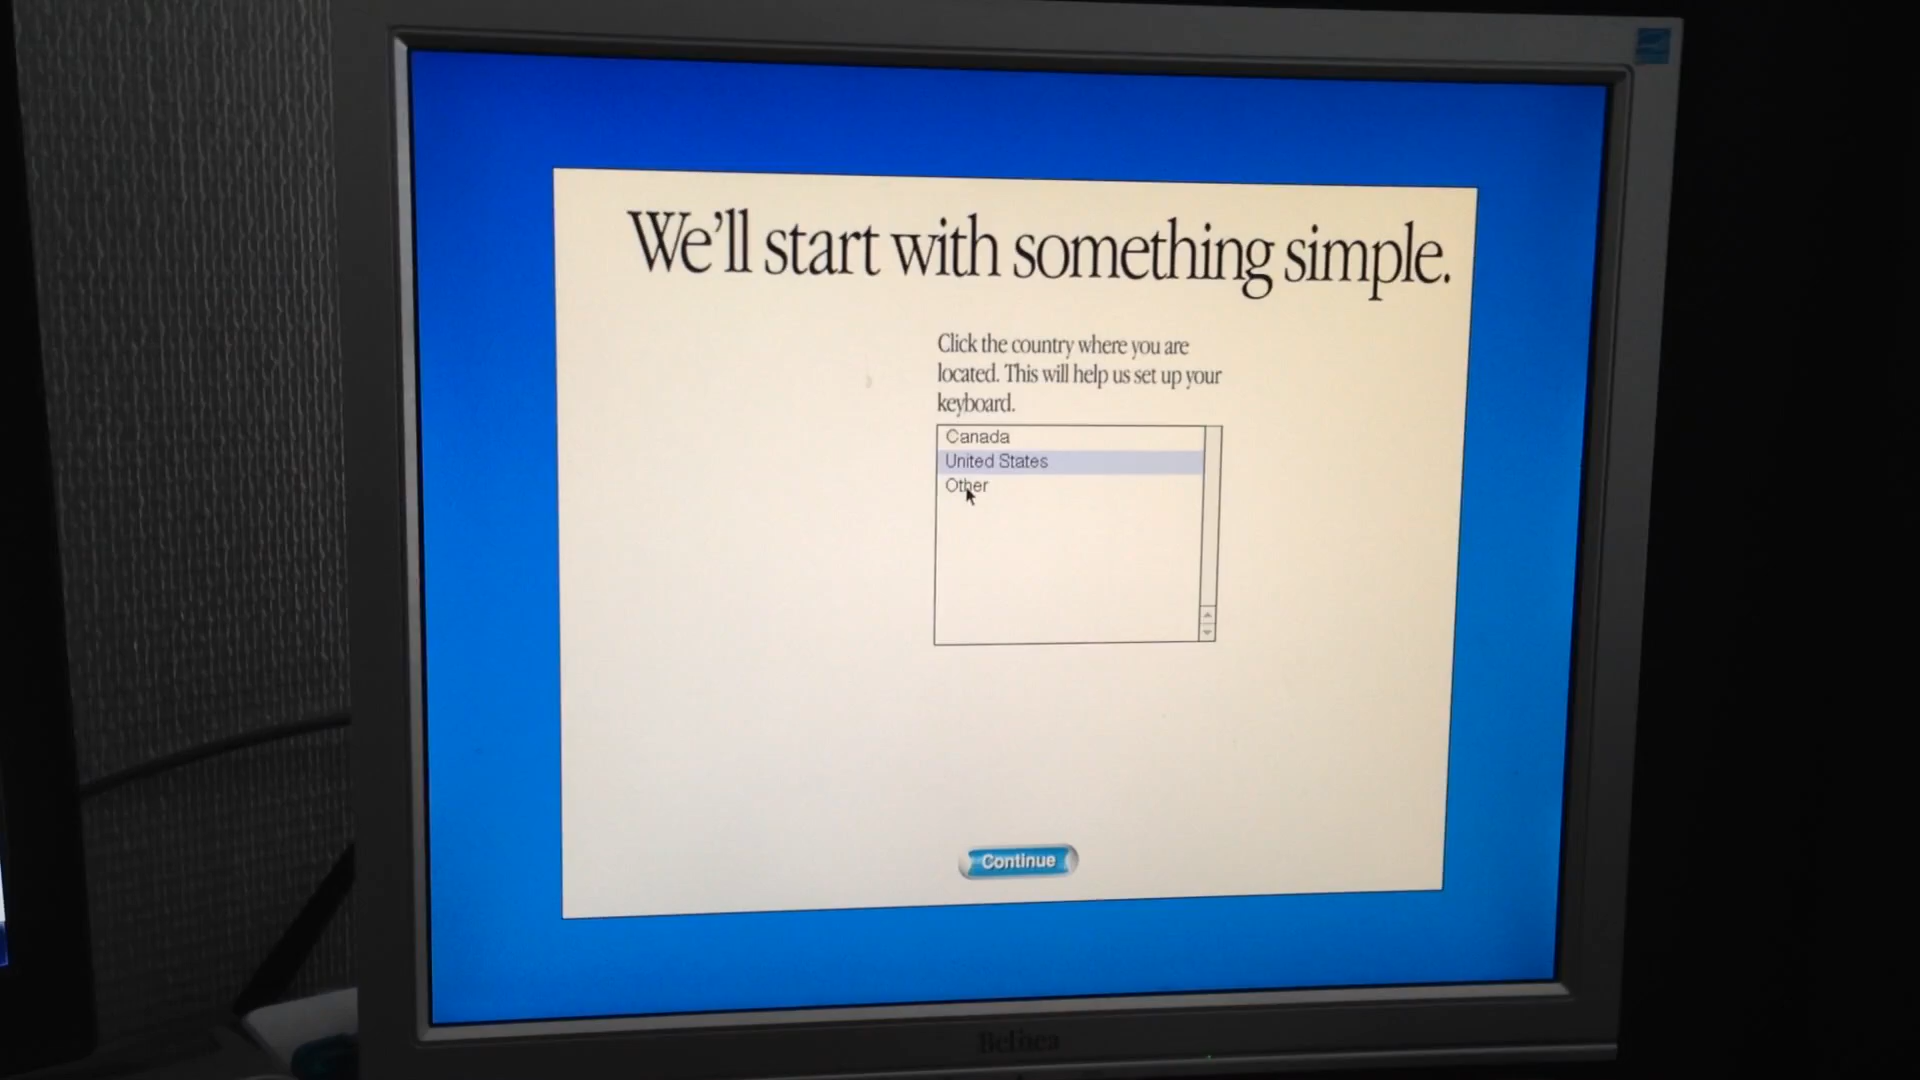 We'll start with something simple.
Click the country where you are
located. This will help us set up your
keyboard.
Canada
United States
Other
Continue
Belinea